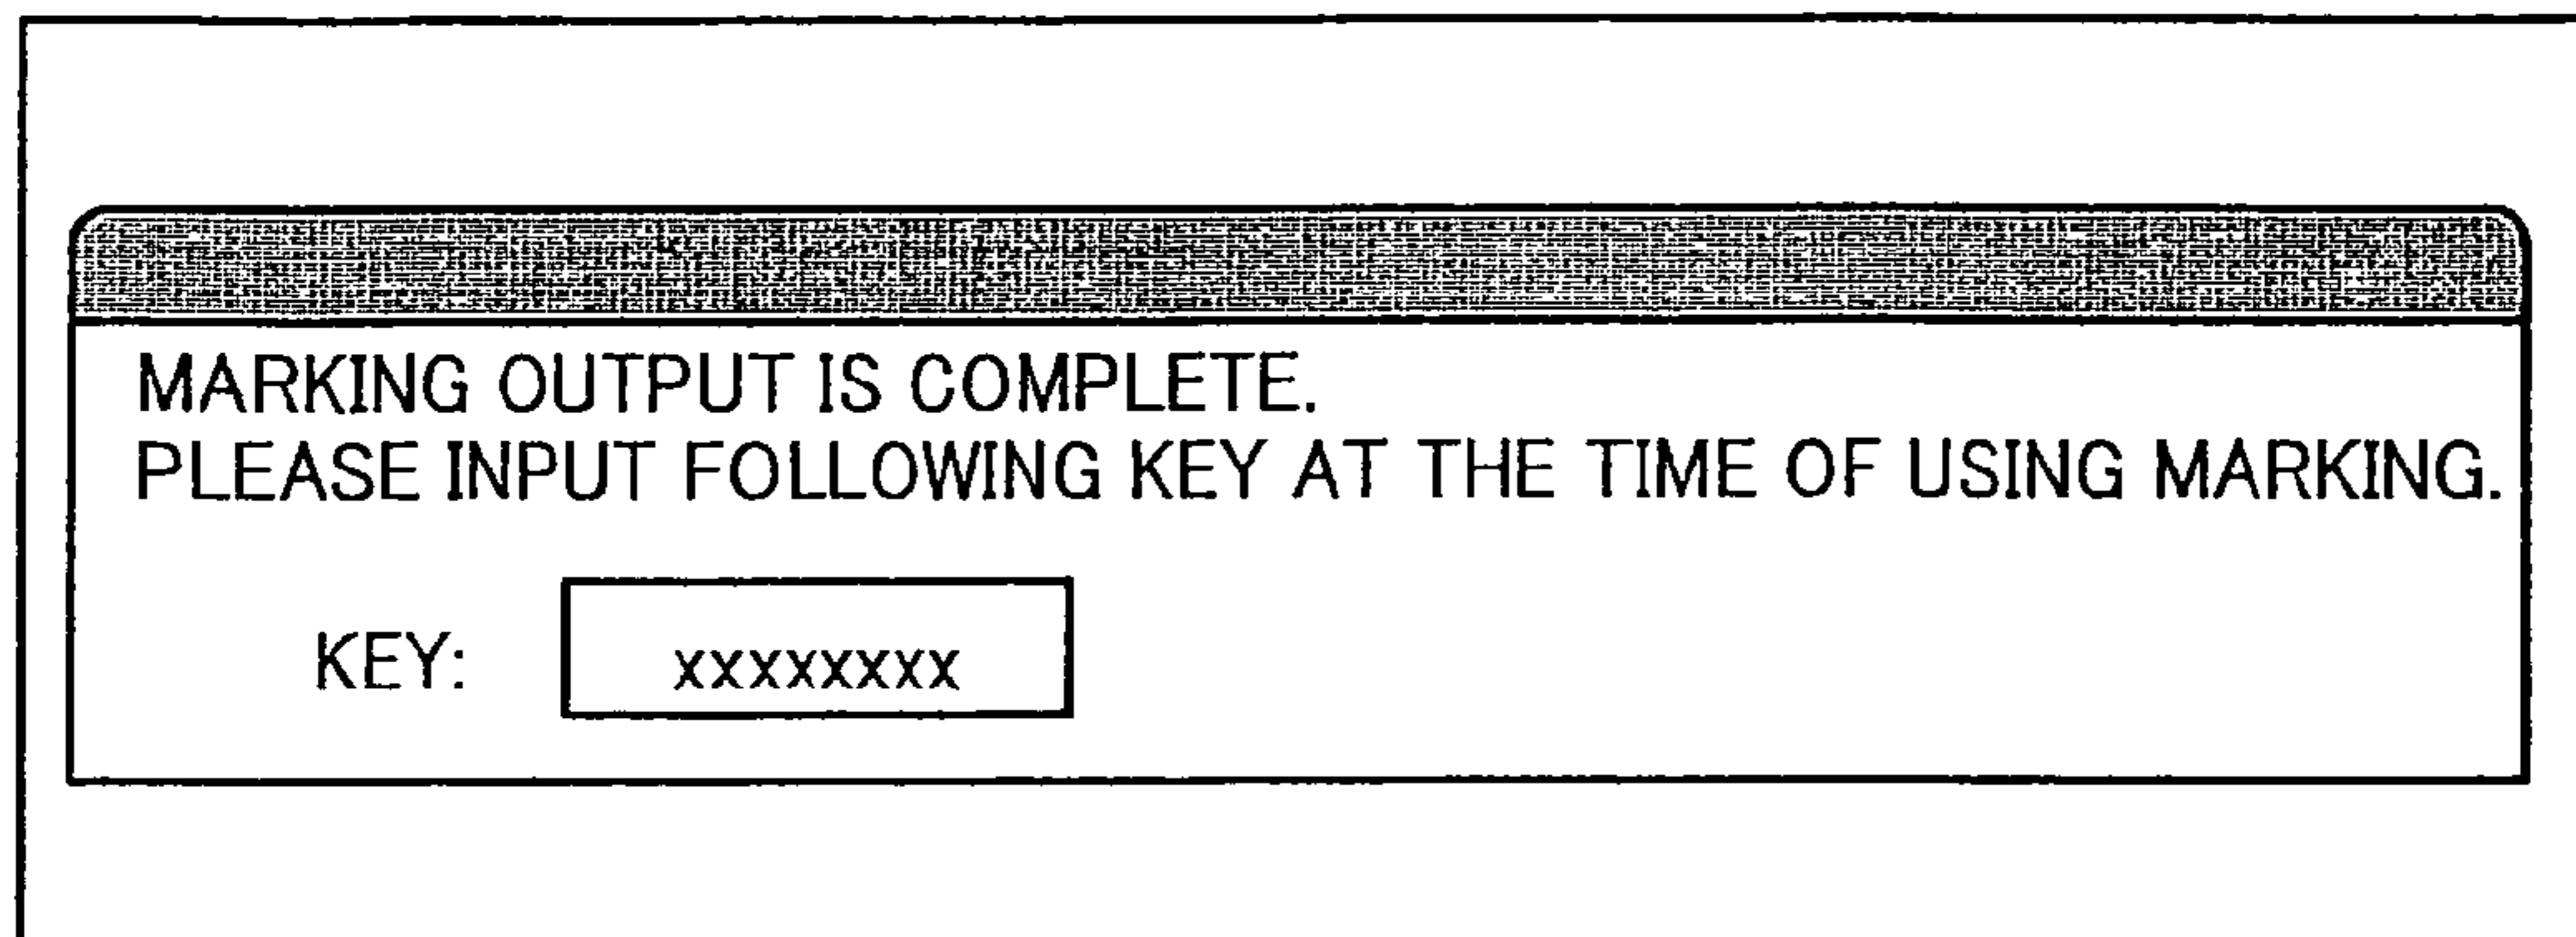 MARKING OUTPUT IS COMPLETE.
PLEASE INPUT FOLLOWING KEY AT THE TIME OF USING MARKING.
KEY: xxxxxxxx